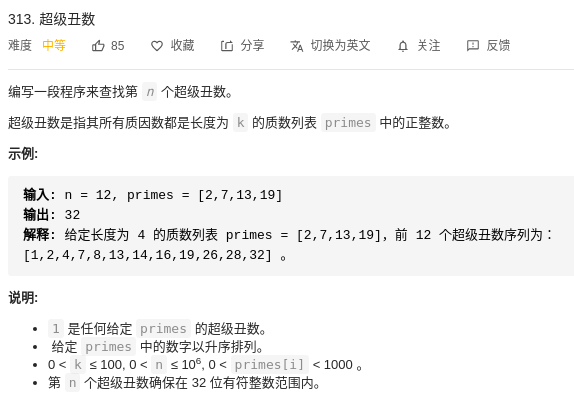 313. 超级丑数
难度 中等 85 收藏 分享 切换为英文 关注 反馈
编写一段程序来查找第 n 个超级丑数。
超级丑数是指其所有质因数都是长度为 k 的质数列表 primes 中的正整数。
示例:
输入: n = 12, primes = [2,7,13,19]
输出: 32
解释: 给定长度为 4 的质数列表 primes = [2,7,13,19]，前 12 个超级丑数序列为：
[1,2,4,7,8,13,14,16,19,26,28,32] 。
说明:
• 1 是任何给定 primes 的超级丑数。
• 给定 primes 中的数字以升序排列。
• 0 < k ≤ 100, 0 < n ≤ 10⁶, 0 < primes[i] < 1000 。
• 第 n 个超级丑数确保在 32 位有符整数范围内。